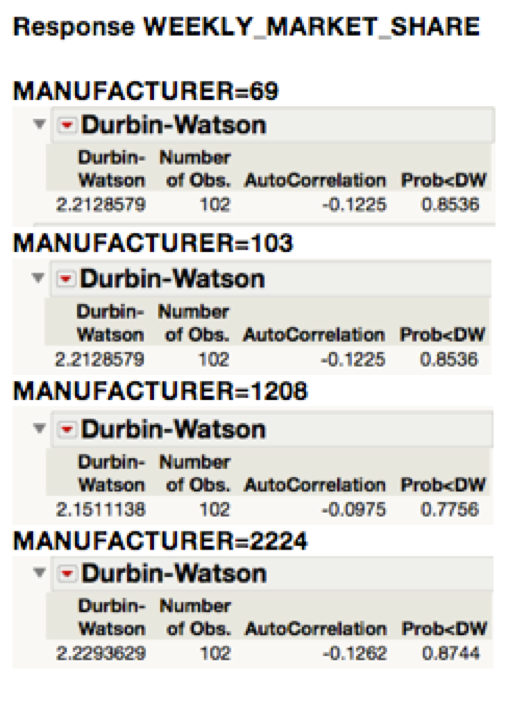 Response WEEKLY_MARKET_SHARE
MANUFACTURER=69
Durbin-Watson
Durbin- Number
Watson of Obs. AutoCorrelation Prob<DW
2.2128579 102 -0.1225 0.8536
MANUFACTURER=103
Durbin-Watson
Durbin- Number
Watson of Obs. AutoCorrelation Prob<DW
2.2128579 102 -0.1225 0.8536
MANUFACTURER=1208
Durbin-Watson
Durbin- Number
Watson of Obs. AutoCorrelation Prob<DW
2.1511138 102 -0.0975 0.7756
MANUFACTURER=2224
Durbin-Watson
Durbin- Number
Watson of Obs. AutoCorrelation Prob<DW
2.2293629 102 -0.1262 0.8744